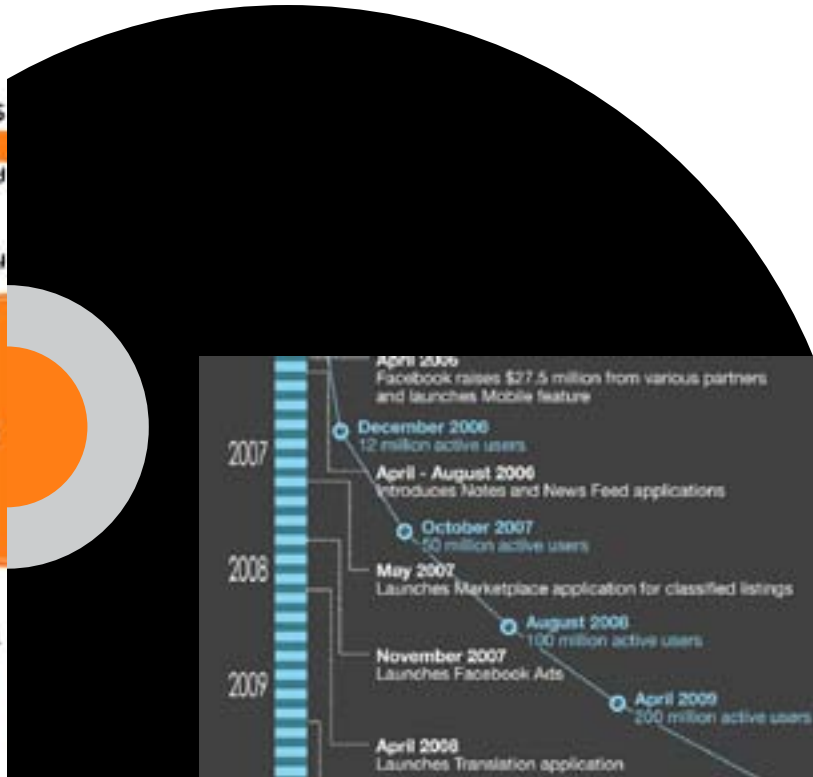 April 2006
Facebook raises $27.5 million from various partners
and launches Mobile feature
December 2006
12 million active users
2007
April - August 2006
Introduces Notes and News Feed applications
October 2007
50 million active users
2008
May 2007
Launches Marketplace application for classified listings
August 2008
100 million active users
November 2007
Launches Facebook Ads
2009
April 2009
200 million active users
April 2008
Launches Translation application